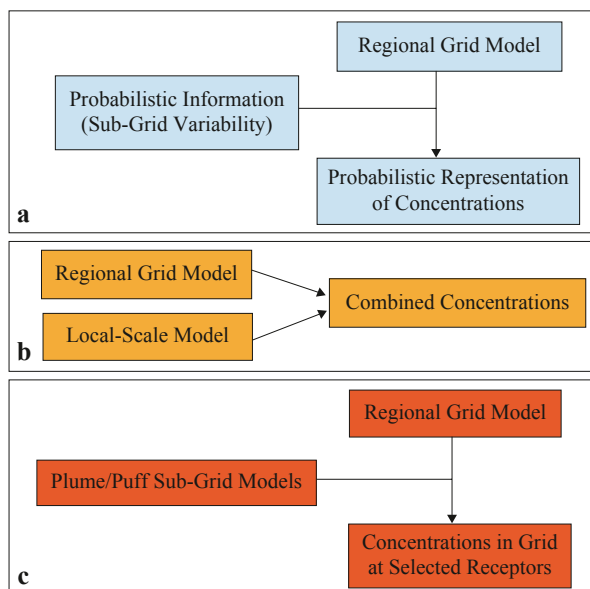 Regional Grid Model
Probabilistic Information
(Sub-Grid Variability)
Probabilistic Representation
of Concentrations
a
Regional Grid Model
Combined Concentrations
Local-Scale Model
b
Regional Grid Model
Plume/Puff Sub-Grid Models
Concentrations in Grid
at Selected Receptors
c